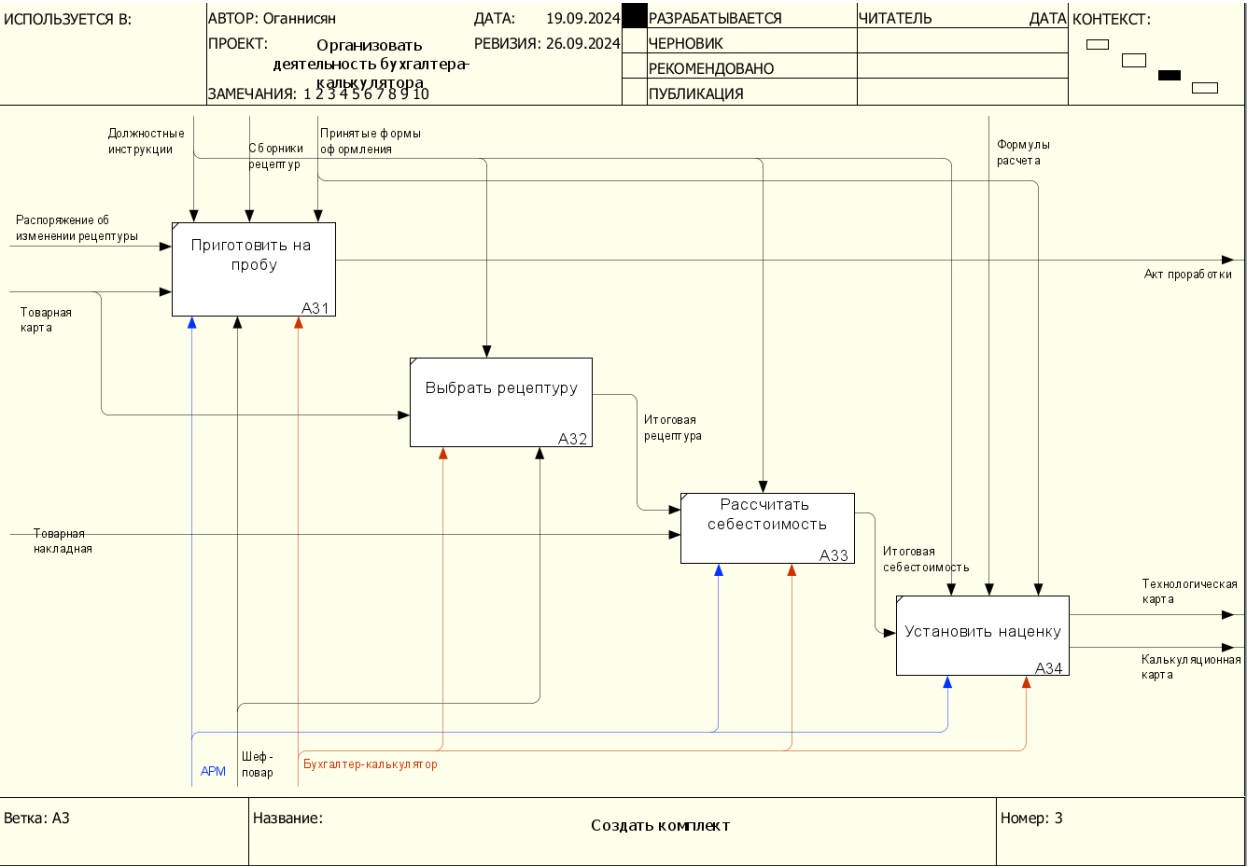 ИСПОЛЬЗУЕТСЯ В:
АВТОР: Оганнисян
ДАТА: 19.09.2024
РАЗРАБАТЫВАЕТСЯ
ЧИТАТЕЛЬ
ДАТА
КОНТЕКСТ:
ПРОЕКТ: Организовать
деятельность бухгалтера-
калькулятора
РЕВИЗИЯ: 26.09.2024
ЧЕРНОВИК
РЕКОМЕНДОВАНО
ЗАМЕЧАНИЯ: 1 2 3 4 5 6 7 8 9 10
ПУБЛИКАЦИЯ
Должностные
инструкции
Сборники
рецептур
Принятые формы
оформления
Формулы
расчета
Распоряжение об
изменении рецептуры
Приготовить на
пробу
А31
Акт проработки
Товарная
карта
Выбрать рецептуру
А32
Итоговая
рецептура
Товарная
накладная
Рассчитать
себестоимость
А33
Итоговая
себестоимость
Установить наценку
А34
Технологическая
карта
Калькуляционная
карта
АРМ
Шеф-
повар
Бухгалтер-калькулятор
Ветка: А3
Название:
Создать комплект
Номер: 3